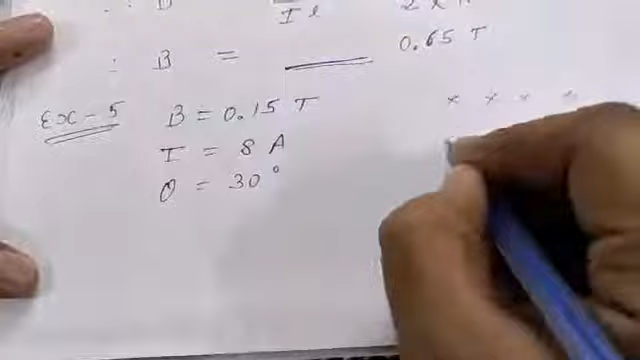 ∴ B
I l
∴ B = 0.65 T
Ex - 5 B = 0.15 T × × × ×
I = 8 A
θ = 30°